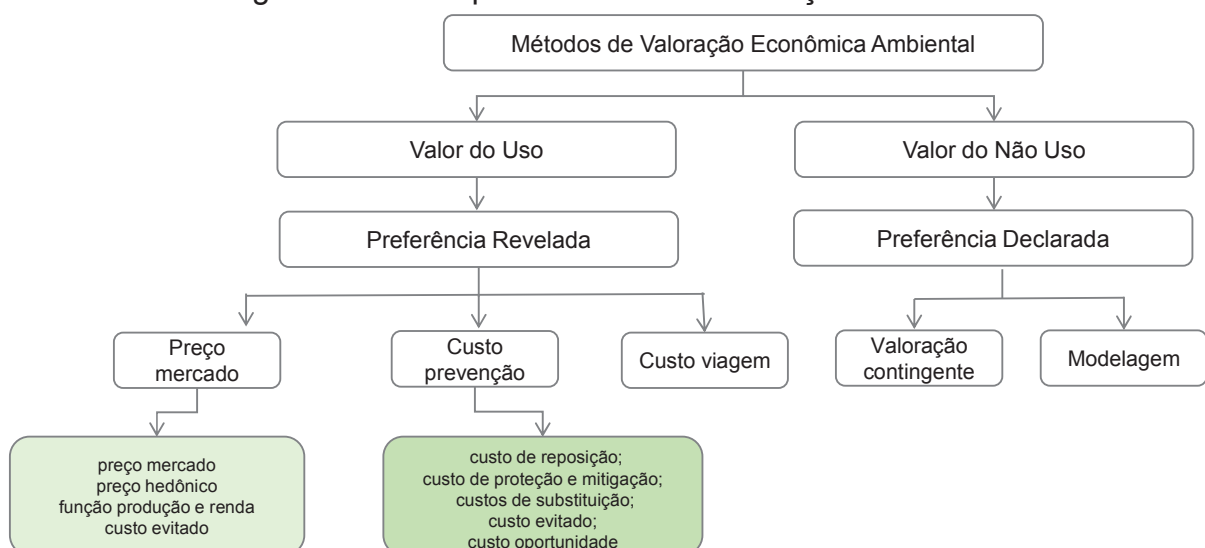 Métodos de Valoração Econômica Ambiental
Valor do Uso
Valor do Não Uso
Preferência Revelada
Preferência Declarada
Preço
mercado
Custo
prevenção
Custo viagem
Valoração
contingente
Modelagem
preço mercado
preço hedônico
função produção e renda
custo evitado
custo de reposição;
custo de proteção e mitigação;
custos de substituição;
custo evitado;
custo oportunidade